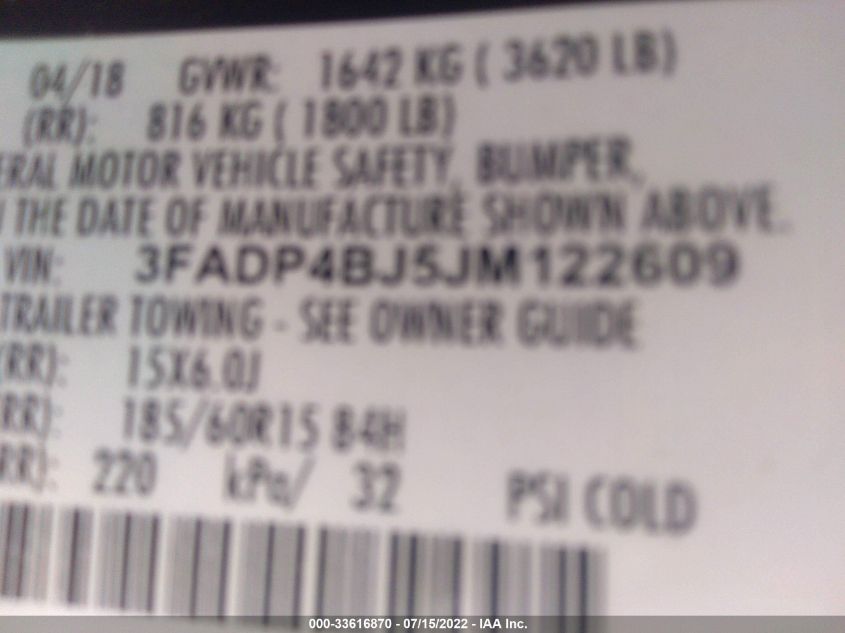 04/18 GVWR: 1642 KG ( 3620 LB)
(RR): 816 KG ( 1800 LB)
ERAL MOTOR VEHICLE SAFETY, BUMPER,
THE DATE OF MANUFACTURE SHOWN ABOVE.
VIN: 3FADP4BJ5JM122609
TRAILER TOWING - SEE OWNER GUIDE
(RR): 15X6.0J
RR): 185/60R15 84H
RR): 220 kPa/ 32 PSI COLD
000-33616870 - 07/15/2022 - IAA Inc.